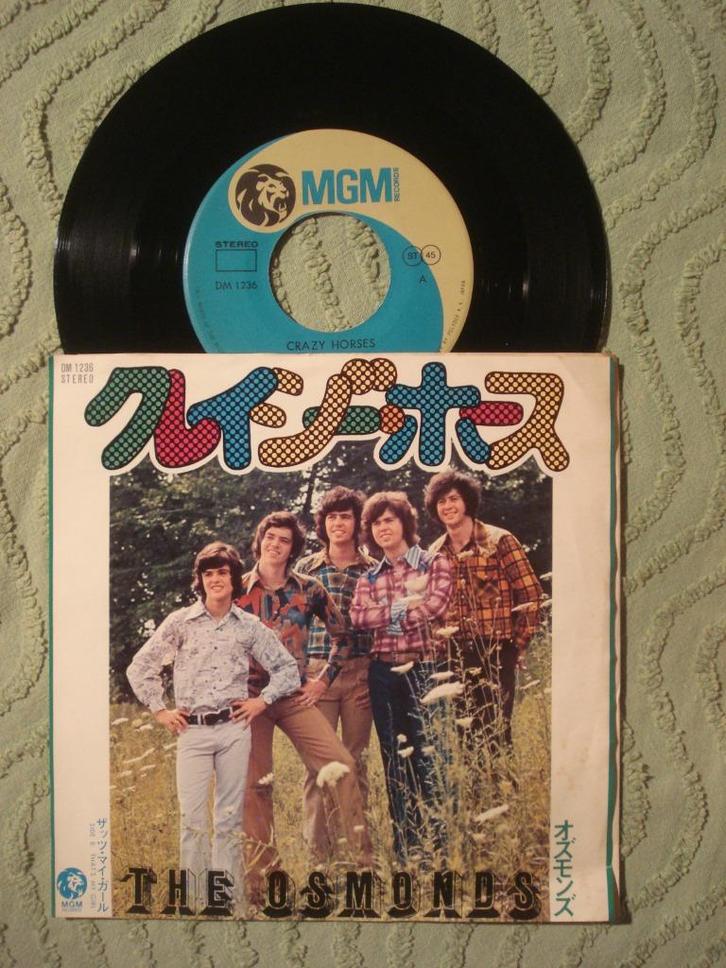 MGM
RECORDS
STEREO
ST 45
DM 1236
A
CRAZY HORSES
DM 1236
STEREO
クレイジー・ホース
ザッツ・マイ・ガール
SIDE B THAT'S MY GIRL
オズモンズ
MGM
RECORDS
THE OSMONDS